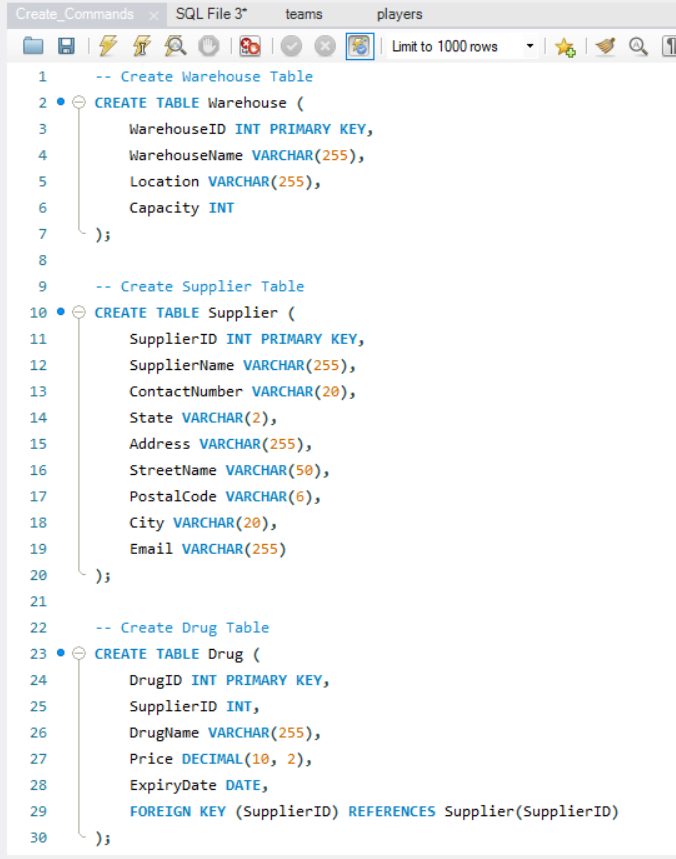 Create_Commands × SQL File 3* teams players
Limit to 1000 rows
1 -- Create Warehouse Table
2 CREATE TABLE Warehouse (
3 WarehouseID INT PRIMARY KEY,
4 WarehouseName VARCHAR(255),
5 Location VARCHAR(255),
6 Capacity INT
7 );
8
9 -- Create Supplier Table
10 CREATE TABLE Supplier (
11 SupplierID INT PRIMARY KEY,
12 SupplierName VARCHAR(255),
13 ContactNumber VARCHAR(20),
14 State VARCHAR(2),
15 Address VARCHAR(255),
16 StreetName VARCHAR(50),
17 PostalCode VARCHAR(6),
18 City VARCHAR(20),
19 Email VARCHAR(255)
20 );
21
22 -- Create Drug Table
23 CREATE TABLE Drug (
24 DrugID INT PRIMARY KEY,
25 SupplierID INT,
26 DrugName VARCHAR(255),
27 Price DECIMAL(10, 2),
28 ExpiryDate DATE,
29 FOREIGN KEY (SupplierID) REFERENCES Supplier(SupplierID)
30 );